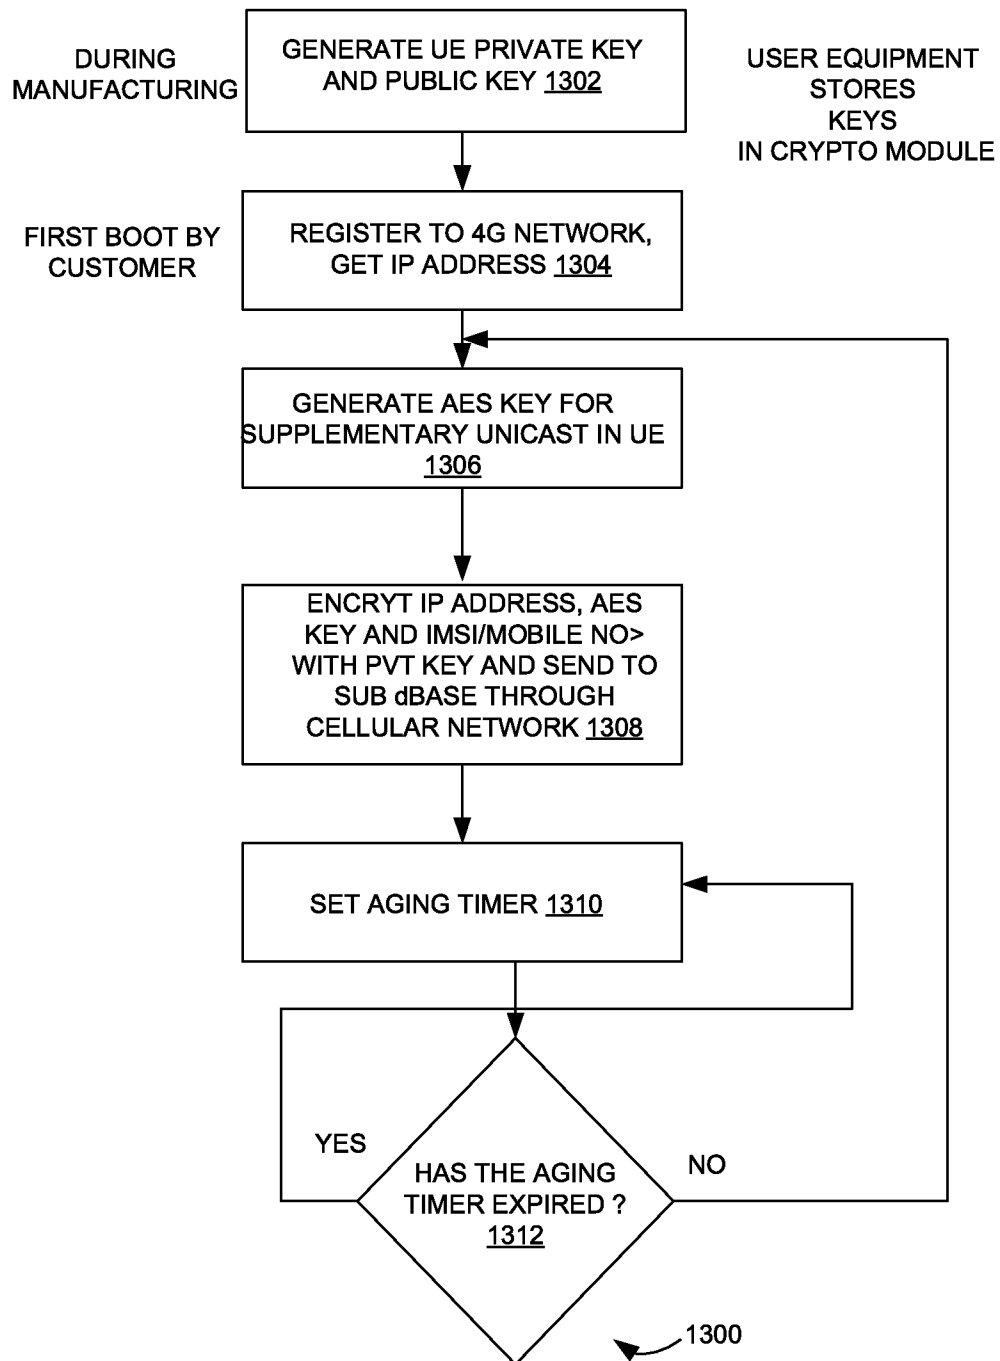 DURING
MANUFACTURING
GENERATE UE PRIVATE KEY
AND PUBLIC KEY 1302
USER EQUIPMENT
STORES
KEYS
IN CRYPTO MODULE
FIRST BOOT BY
CUSTOMER
REGISTER TO 4G NETWORK,
GET IP ADDRESS 1304
GENERATE AES KEY FOR
SUPPLEMENTARY UNICAST IN UE
1306
ENCRYT IP ADDRESS, AES
KEY AND IMSI/MOBILE NO>
WITH PVT KEY AND SEND TO
SUB dBASE THROUGH
CELLULAR NETWORK 1308
SET AGING TIMER 1310
YES
NO
HAS THE AGING
TIMER EXPIRED ?
1312
1300